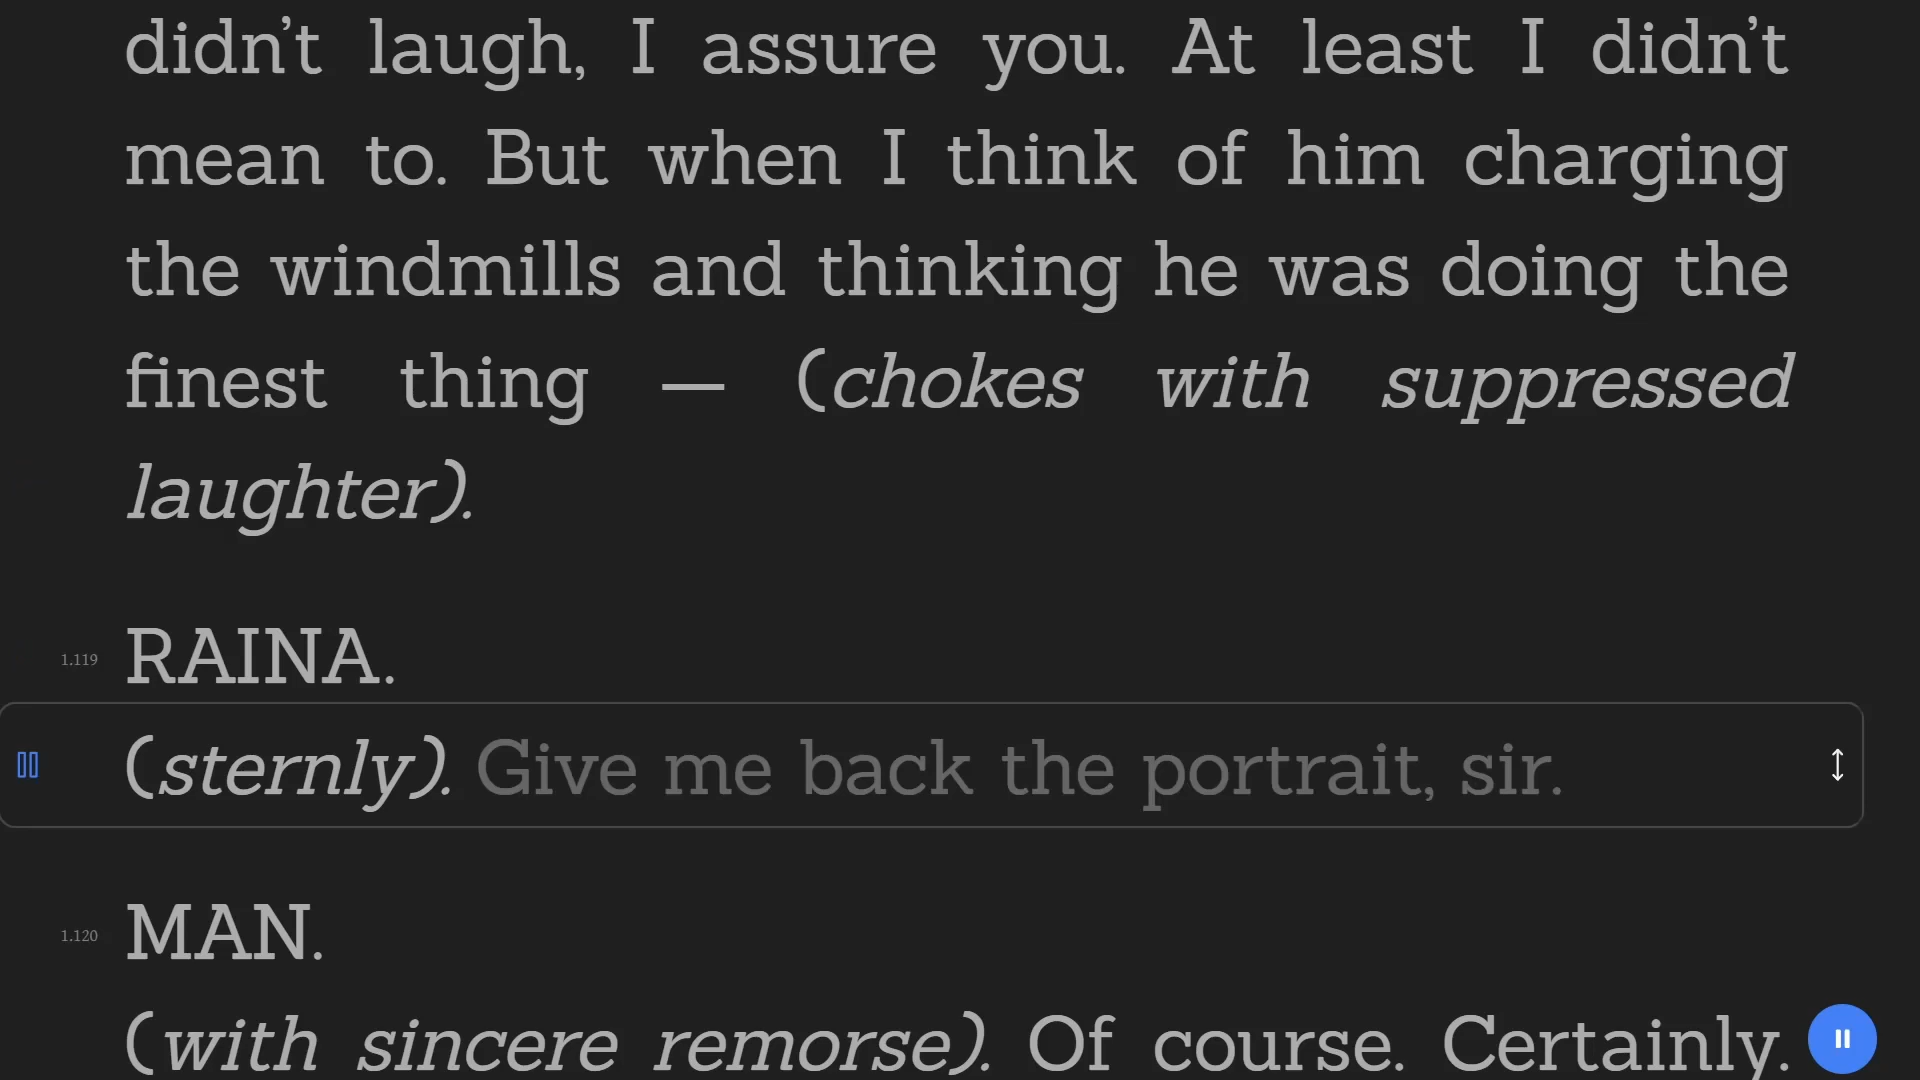 didn’t laugh, I assure you. At least I didn’t
mean to. But when I think of him charging
the windmills and thinking he was doing the
finest thing — (chokes with suppressed
laughter).
1.119 RAINA.
(sternly). Give me back the portrait, sir.
1.120 MAN.
(with sincere remorse). Of course. Certainly.